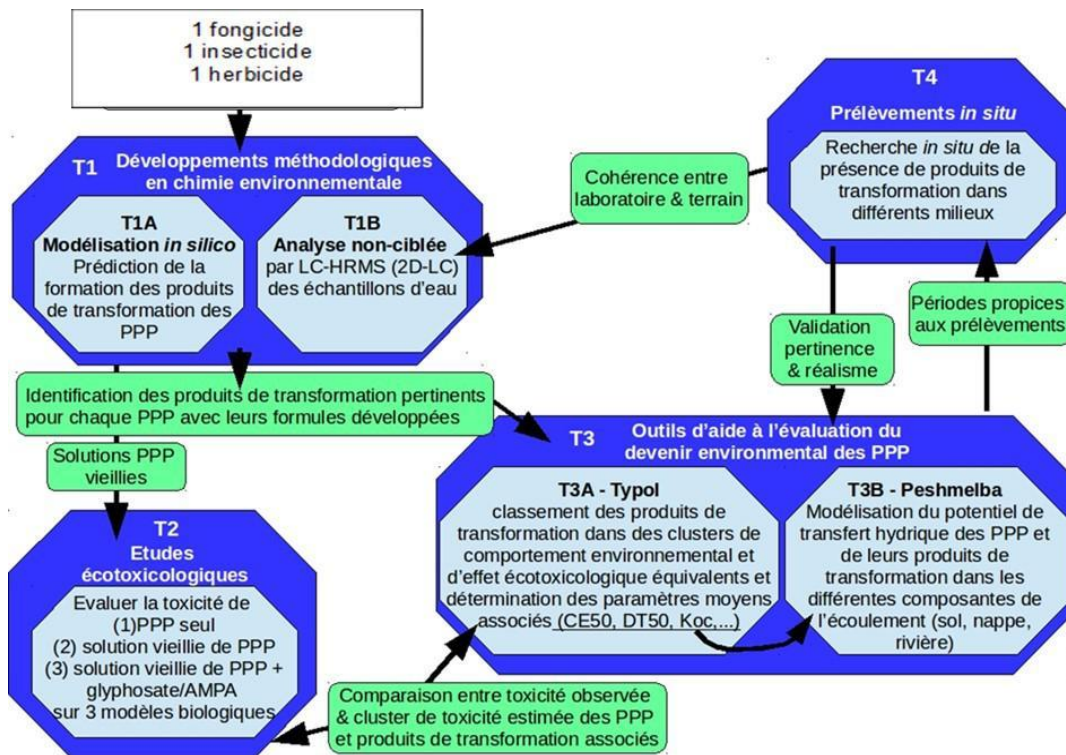 1 fongicide
1 insecticide
1 herbicide
T1
Développements méthodologiques
en chimie environnementale
T1A
Modélisation in silico
Prédiction de la
formation des produits
de transformation des
PPP
T1B
Analyse non-ciblée
par LC-HRMS (2D-LC)
des échantillons d'eau
Cohérence entre
laboratoire & terrain
T4
Prélèvements in situ
Recherche in situ de la
présence de produits de
transformation dans
différents milieux
Validation
pertinence
& réalisme
Périodes propices
aux prélèvements
Identification des produits de transformation pertinents
pour chaque PPP avec leurs formules développées
Solutions PPP
vieillies
T2
Etudes
écotoxicologiques
Evaluer la toxicité de
(1)PPP seul
(2) solution vieillie de PPP
(3) solution vieillie de PPP +
glyphosate/AMPA
sur 3 modèles biologiques
T3
Outils d'aide à l'évaluation du
devenir environmental des PPP
T3A - Typol
classement des produits de
transformation dans des clusters de
comportement environmental et
d'effet écotoxicologique équivalents et
détermination des paramètres moyens
associés (CE50, DT50, Koc,...)
T3B - Peshmelba
Modélisation du potentiel de
transfert hydrique des PPP et
de leurs produits de
transformation dans les
différentes composantes de
l'écoulement (sol, nappe,
rivière)
Comparaison entre toxicité observée
& cluster de toxicité estimée des PPP
et produits de transformation associés